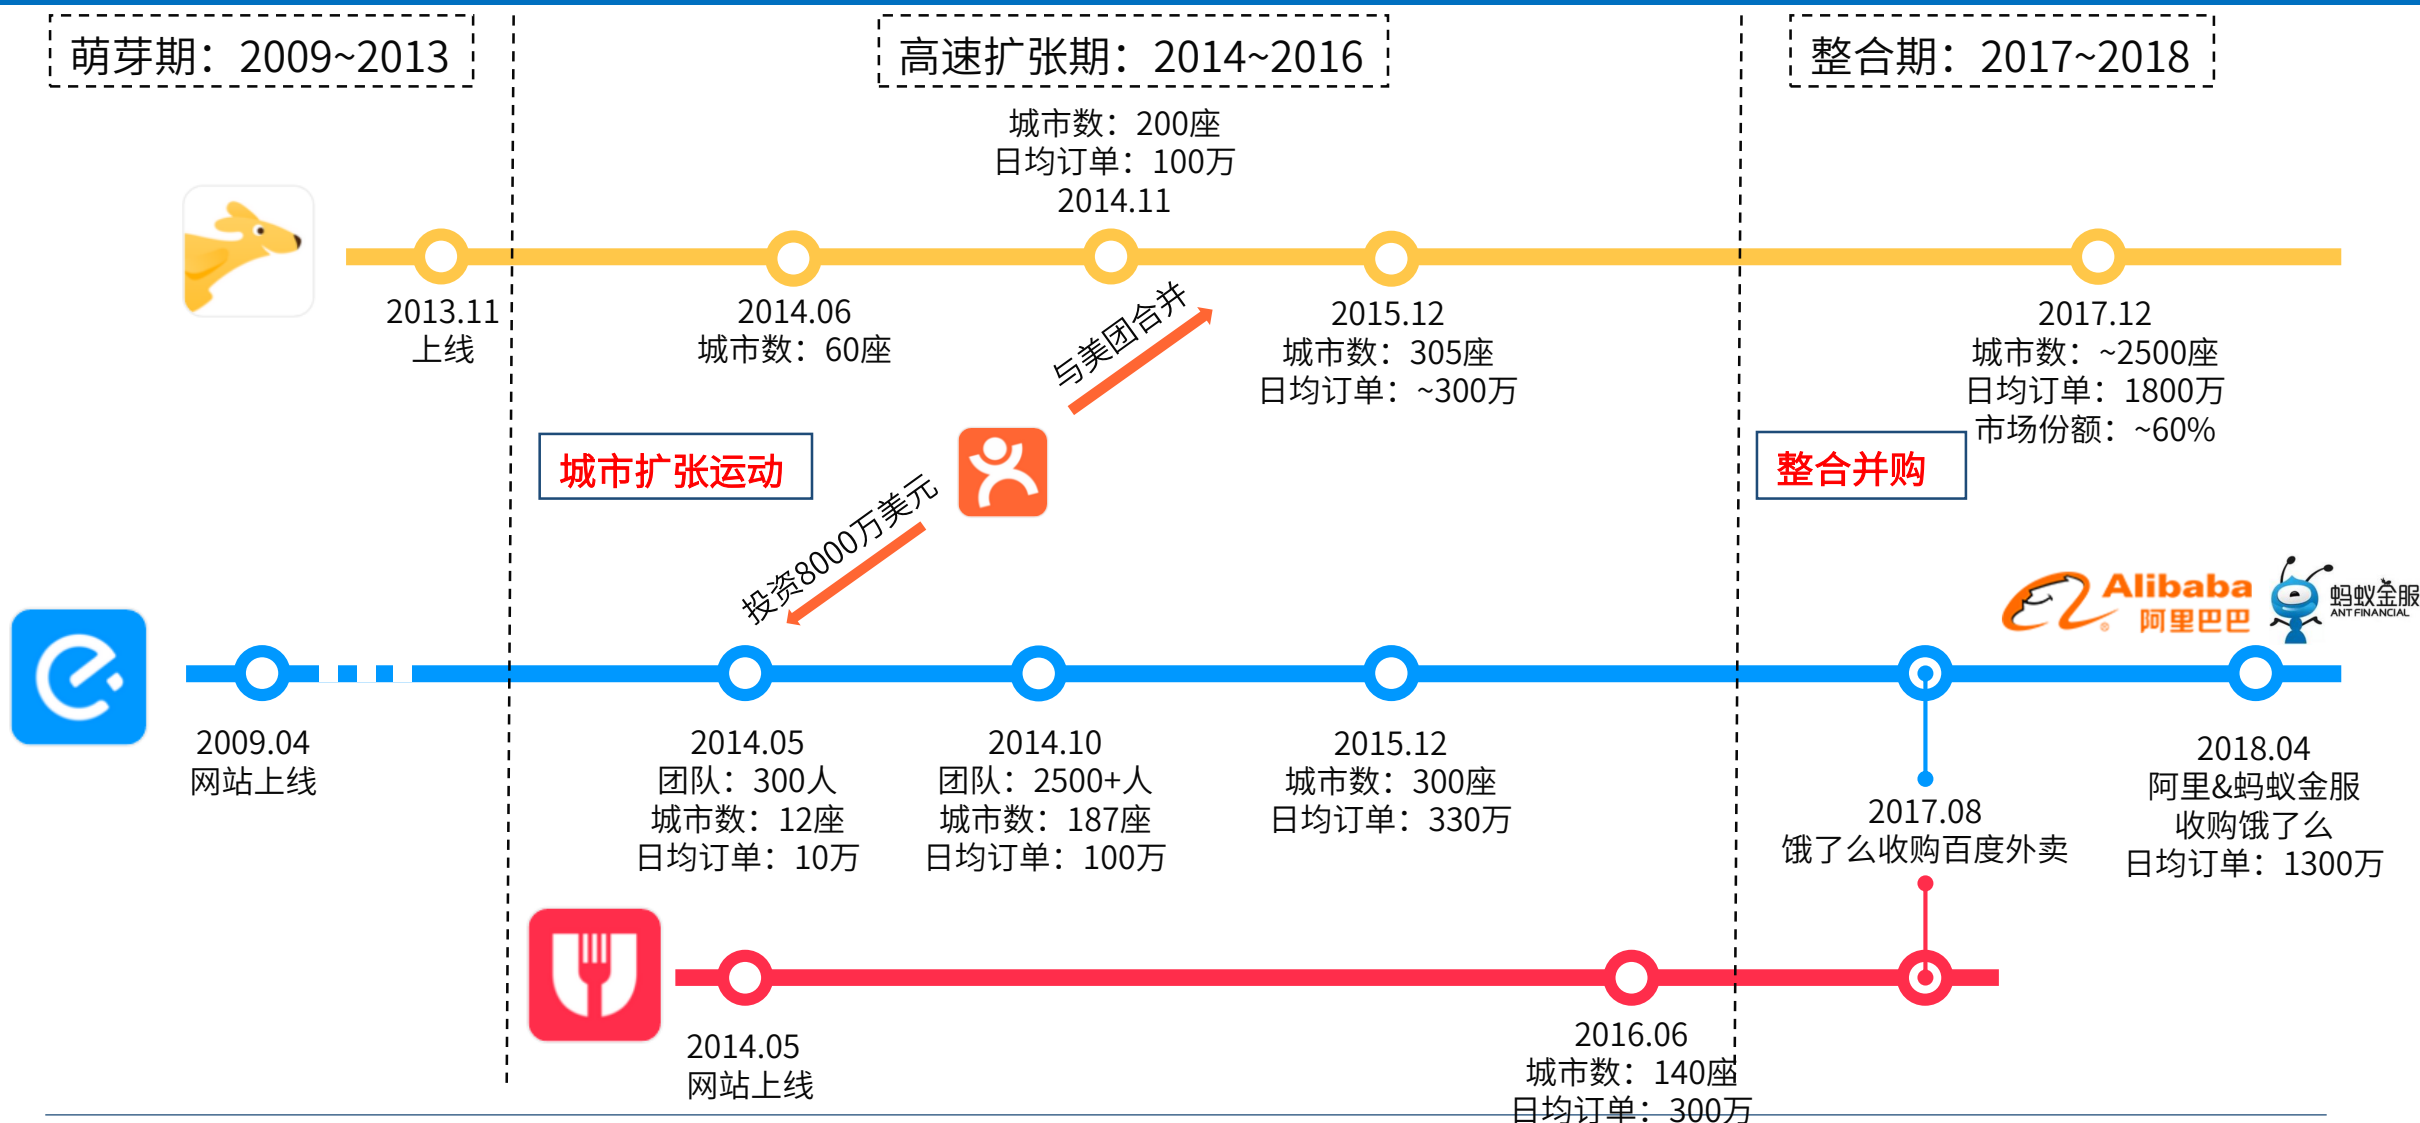 萌芽期：2009~2013
高速扩张期：2014~2016
整合期：2017~2018
城市数：200座
日均订单：100万
2014.11
2013.11
上线
2014.06
城市数：60座
2015.12
城市数：305座
日均订单：~300万
2017.12
城市数：~2500座
日均订单：1800万
市场份额：~60%
与美团合并
城市扩张运动
整合并购
投资8000万美元
Alibaba
阿里巴巴
蚂蚁金服
ANT FINANCIAL
2009.04
网站上线
2014.05
团队：300人
城市数：12座
日均订单：10万
2014.10
团队：2500+人
城市数：187座
日均订单：100万
2015.12
城市数：300座
日均订单：330万
2017.08
饿了么收购百度外卖
2018.04
阿里&蚂蚁金服
收购饿了么
日均订单：1300万
2014.05
网站上线
2016.06
城市数：140座
日均订单：300万